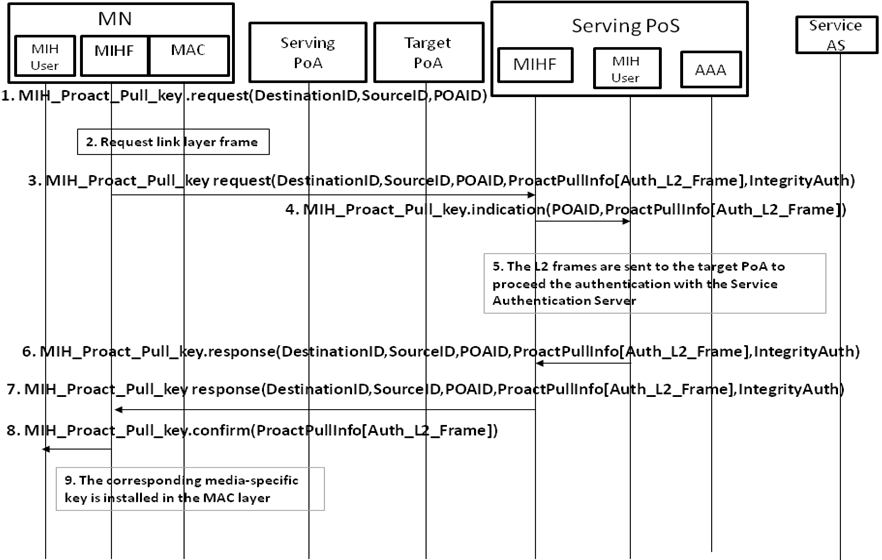 MN
MIH
User
MIHF
MAC
Serving
PoA
Target
PoA
Serving PoS
MIHF
MIH
User
AAA
Service
AS
1. MIH_Proact_Pull_key.request(DestinationID,SourceID,POAID)
2. Request link layer frame
3. MIH_Proact_Pull_key request(DestinationID,SourceID,POAID,ProactPullInfo[Auth_L2_Frame],IntegrityAuth)
4. MIH_Proact_Pull_key.indication(POAID,ProactPullInfo[Auth_L2_Frame])
5. The L2 frames are sent to the target PoA to
proceed the authentication with the Service
Authentication Server
6. MIH_Proact_Pull_key.response(DestinationID,SourceID,POAID,ProactPullInfo[Auth_L2_Frame],IntegrityAuth)
7. MIH_Proact_Pull_key response(DestinationID,SourceID,POAID,ProactPullInfo[Auth_L2_Frame],IntegrityAuth)
8. MIH_Proact_Pull_key.confirm(ProactPullInfo[Auth_L2_Frame])
9. The corresponding media-specific
key is installed in the MAC layer